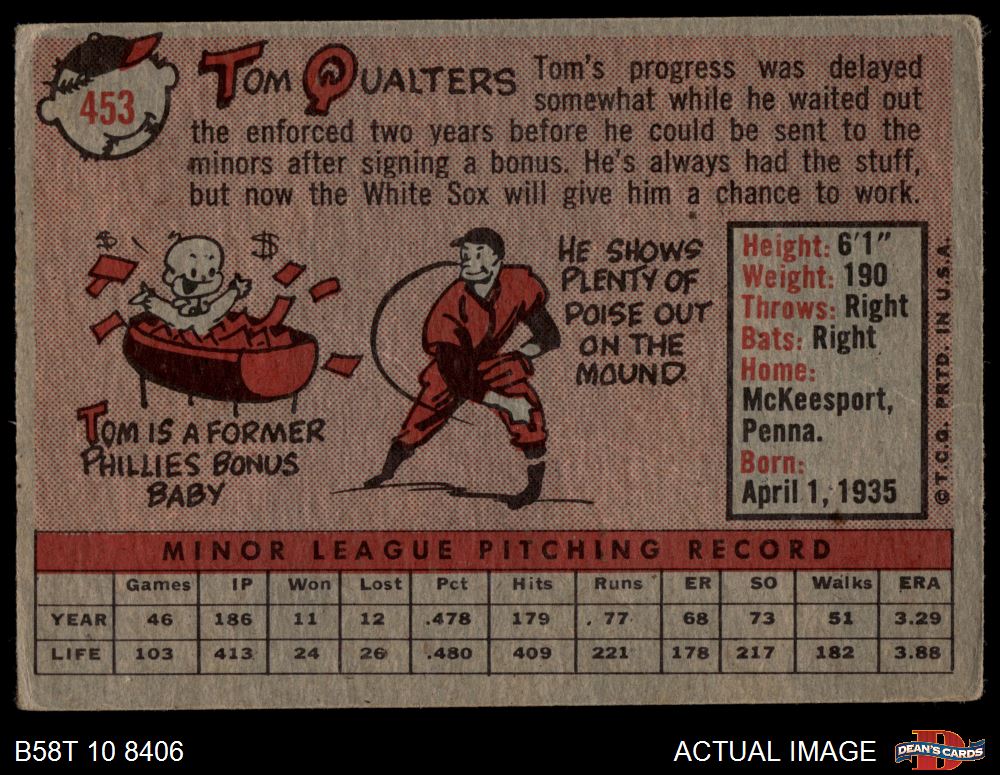 453
TOM QUALTERS
Tom's progress was delayed
somewhat while he waited out
the enforced two years before he could be sent to the
minors after signing a bonus. He's always had the stuff,
but now the White Sox will give him a chance to work.
$ $
TOM IS A FORMER
PHILLIES BONUS
BABY
HE SHOWS
PLENTY OF
POISE OUT
ON THE
MOUND.
Height: 6'1"
Weight: 190
Throws: Right
Bats: Right
Home:
McKeesport,
Penna.
Born:
April 1, 1935
© T.C.G. PRTD. IN U.S.A.
MINOR LEAGUE PITCHING RECORD
Games IP Won Lost Pct Hits Runs ER SO Walks ERA
YEAR 46 186 11 12 .478 179 77 68 73 51 3.29
LIFE 103 413 24 26 .480 409 221 178 217 182 3.88
B58T 10 8406
ACTUAL IMAGE
D
DEAN'S CARDS